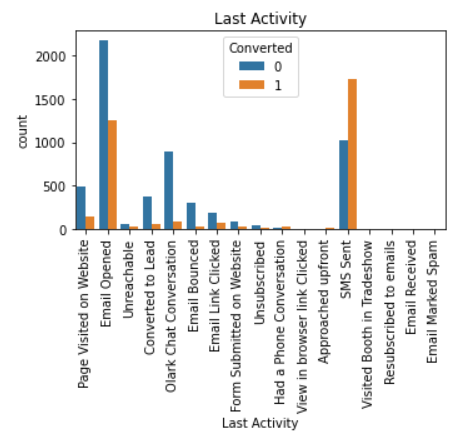 Last Activity
Converted
0
1
count
2000
1500
1000
500
0
Page Visited on Website
Email Opened
Unreachable
Converted to Lead
Olark Chat Conversation
Email Bounced
Email Link Clicked
Form Submitted on Website
Unsubscribed
Had a Phone Conversation
View in browser link Clicked
Approached upfront
SMS Sent
Visited Booth in Tradeshow
Resubscribed to emails
Email Received
Email Marked Spam
Last Activity